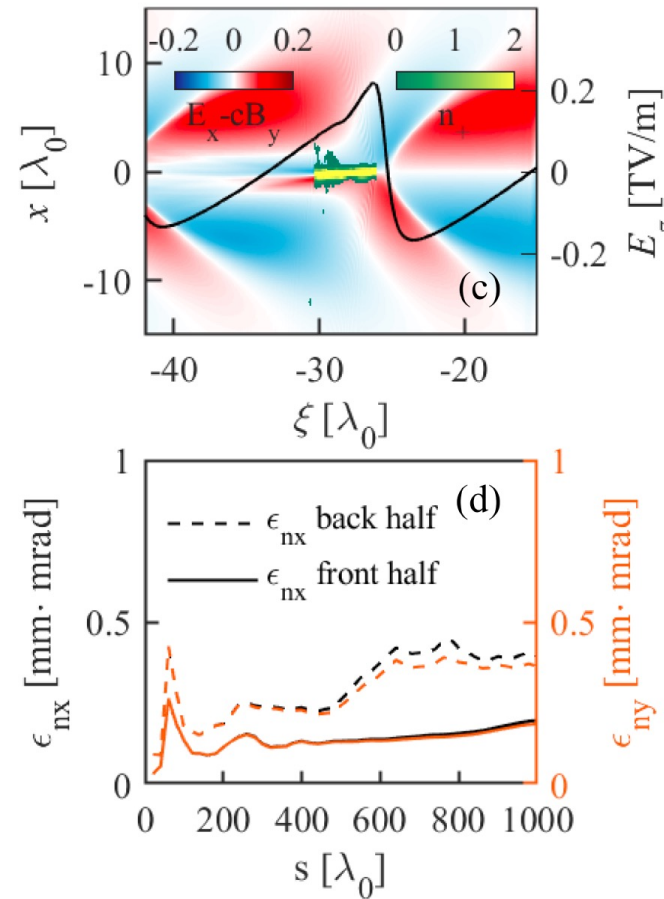 -0.2 0 0.2
0 1 2
E_x-cB_y
n_+
10
0
-10
x [λ_0]
0.2
0
-0.2
E_z [TV/m]
(c)
-40 -30 -20
ξ [λ_0]
1
0.5
0
ϵ_nx [mm· mrad]
ϵ_nx back half
ϵ_nx front half
(d)
1
0.5
0
ϵ_ny [mm· mrad]
0 200 400 600 800 1000
s [λ_0]